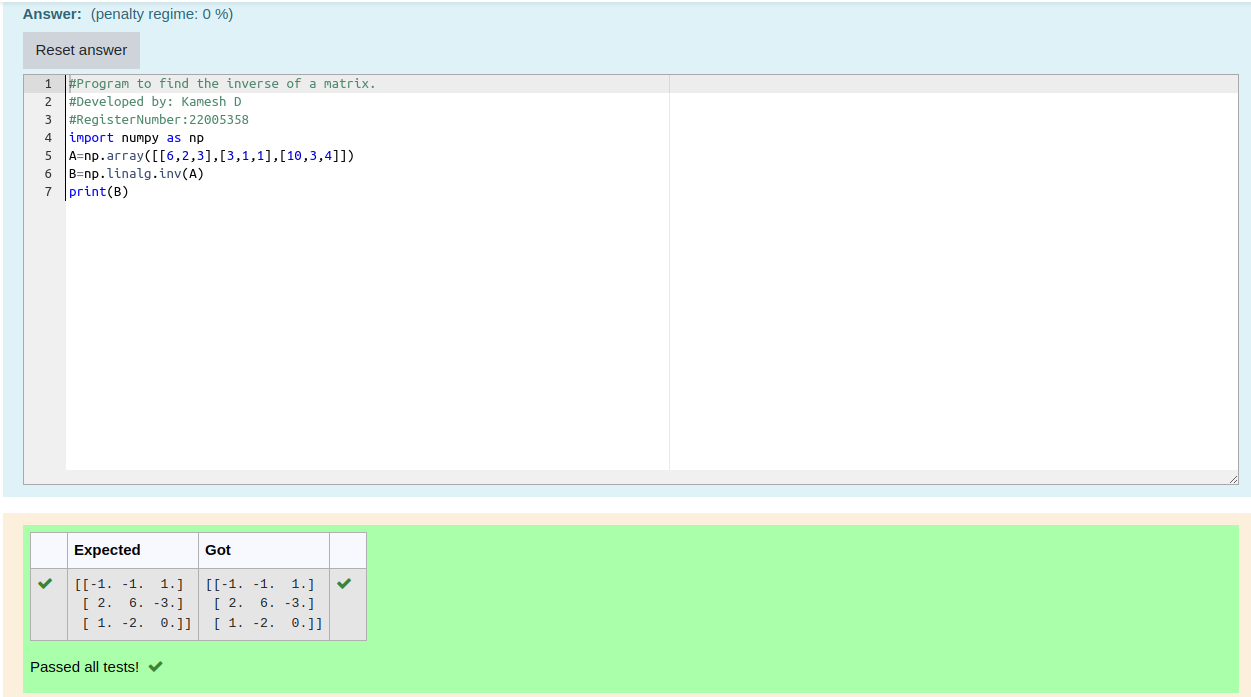 Answer: (penalty regime: 0 %)
Reset answer
1 #Program to find the inverse of a matrix.
2 #Developed by: Kamesh D
3 #RegisterNumber:22005358
4 import numpy as np
5 A=np.array([[6,2,3],[3,1,1],[10,3,4]])
6 B=np.linalg.inv(A)
7 print(B)
Expected Got
[[-1. -1.  1.] [[-1. -1.  1.]
[ 2.  6. -3.] [ 2.  6. -3.]
[ 1. -2.  0.]] [ 1. -2.  0.]]
Passed all tests!